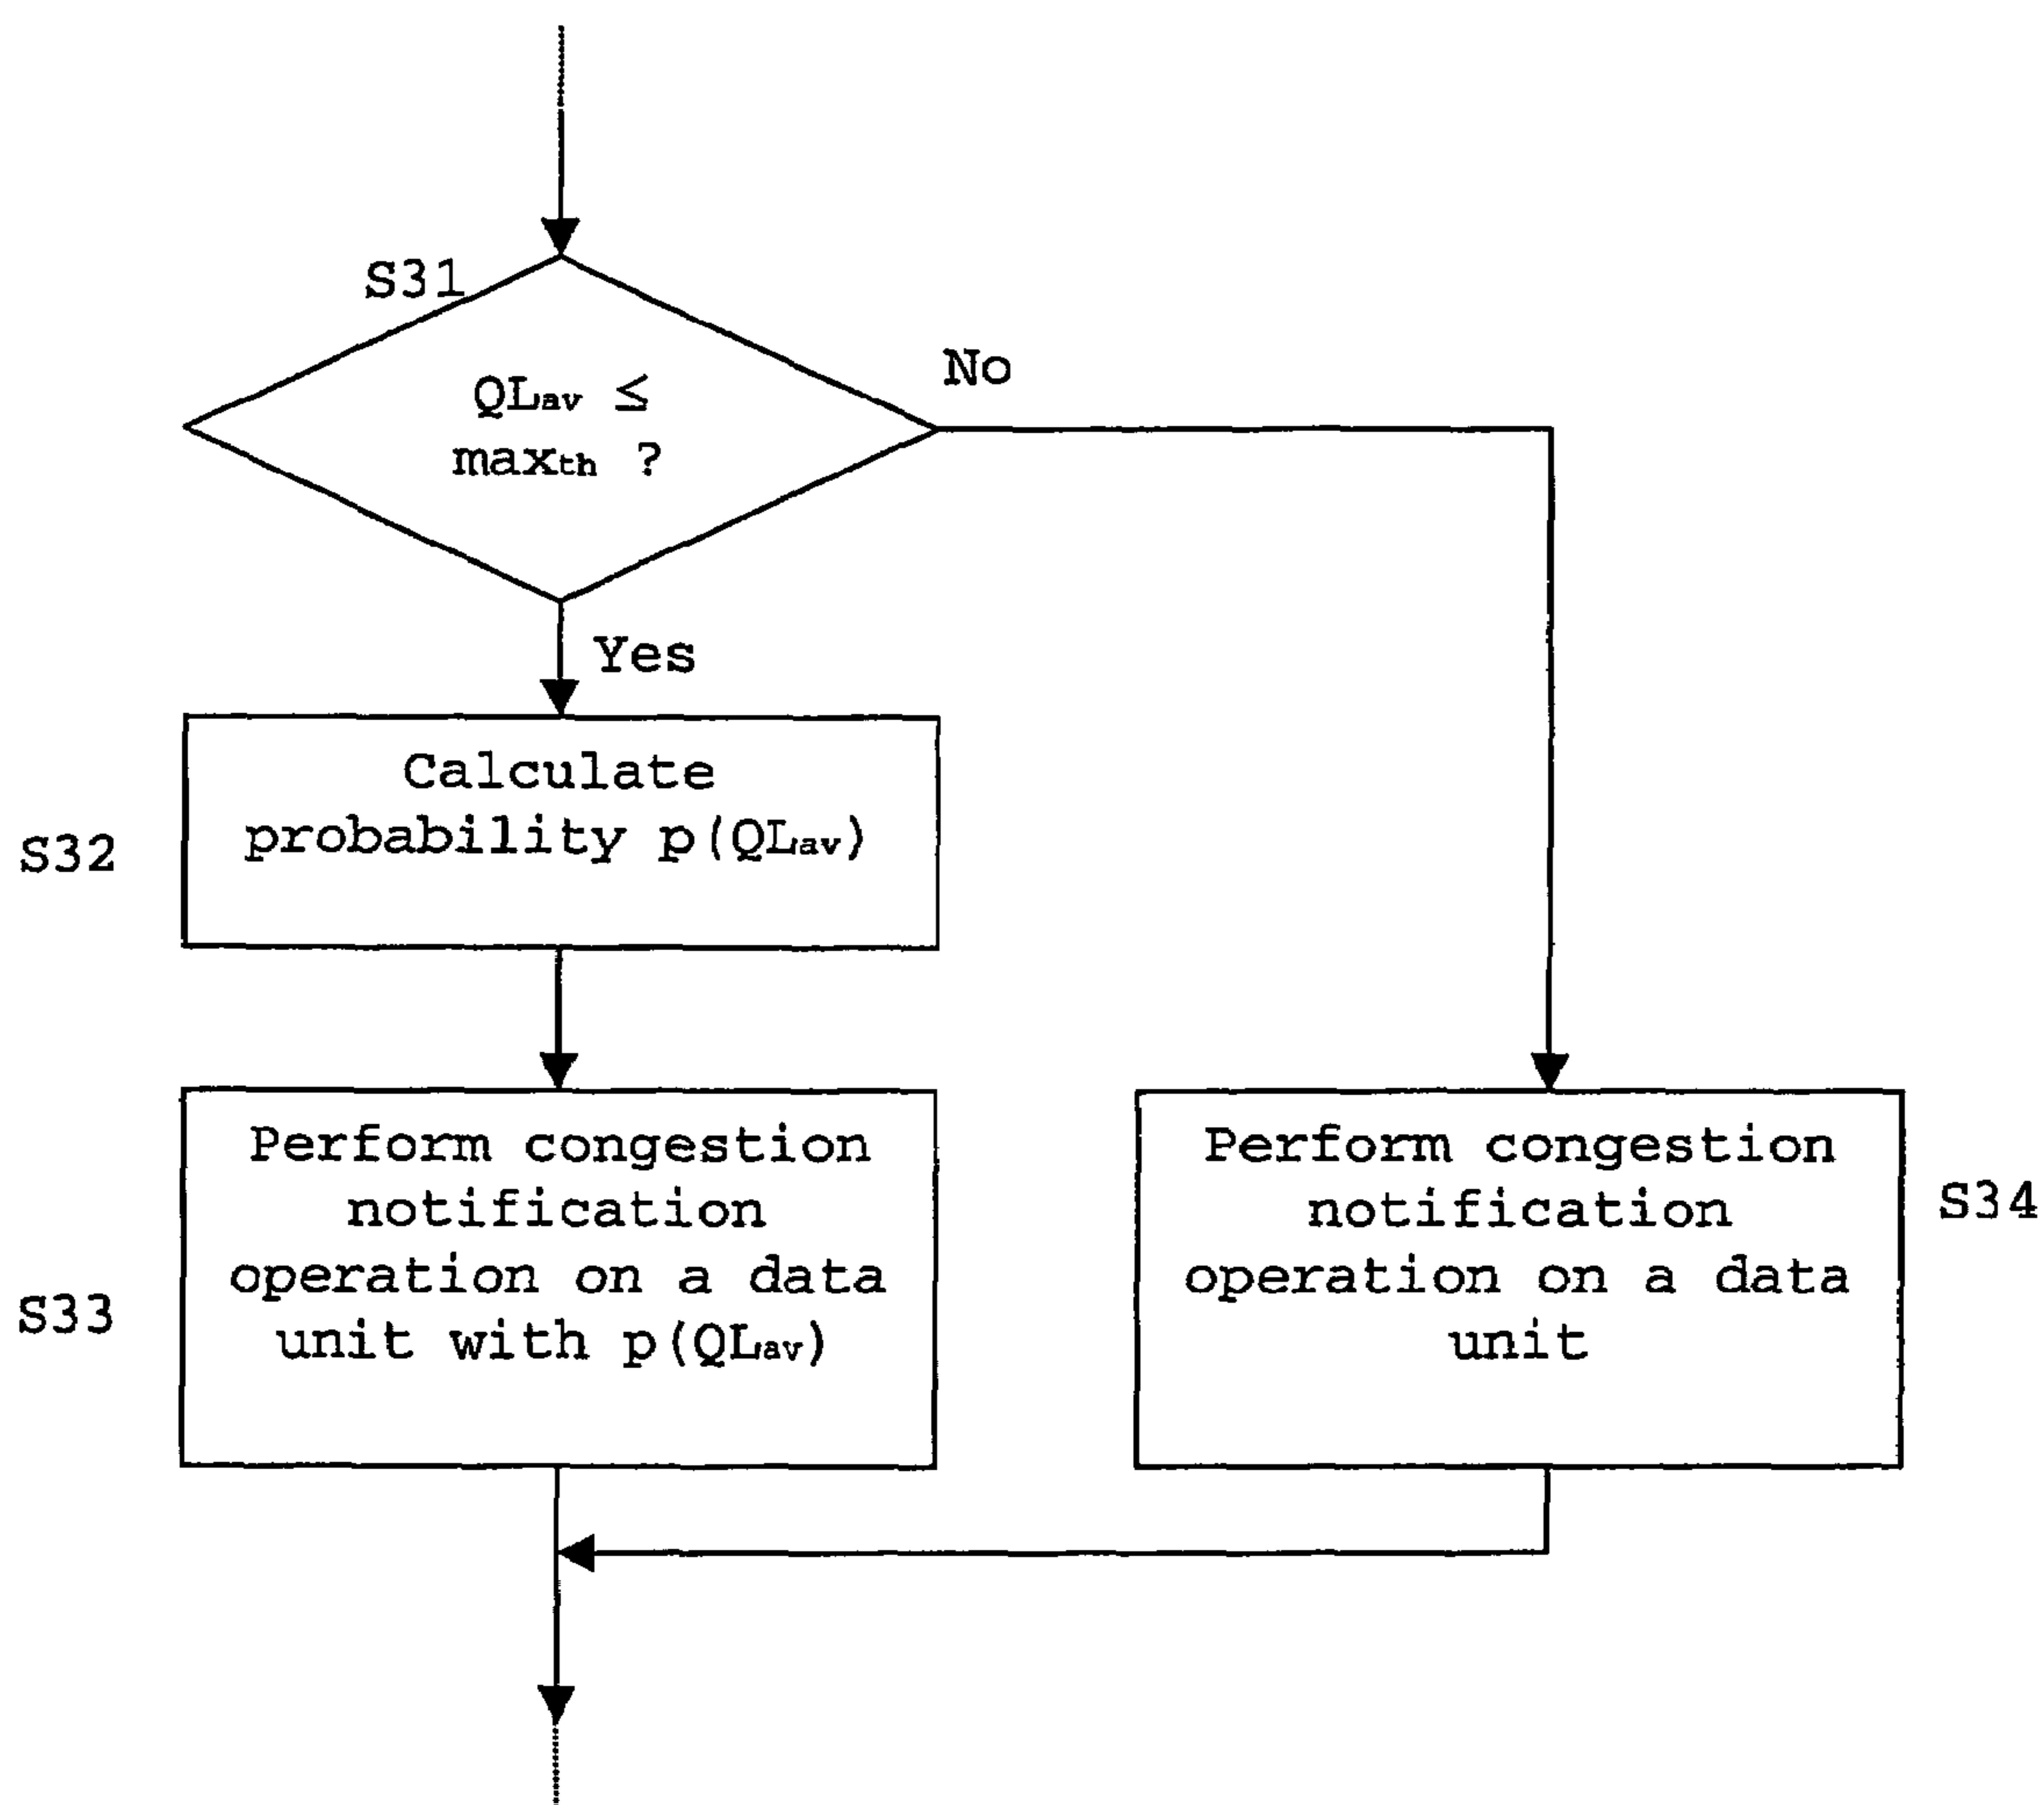 S31
QLav ≤
maxth ?
No
Yes
Calculate
probability p(QLav)
S32
Perform congestion
notification
operation on a data
unit with p(QLav)
S33
Perform congestion
notification
operation on a data
unit
S34